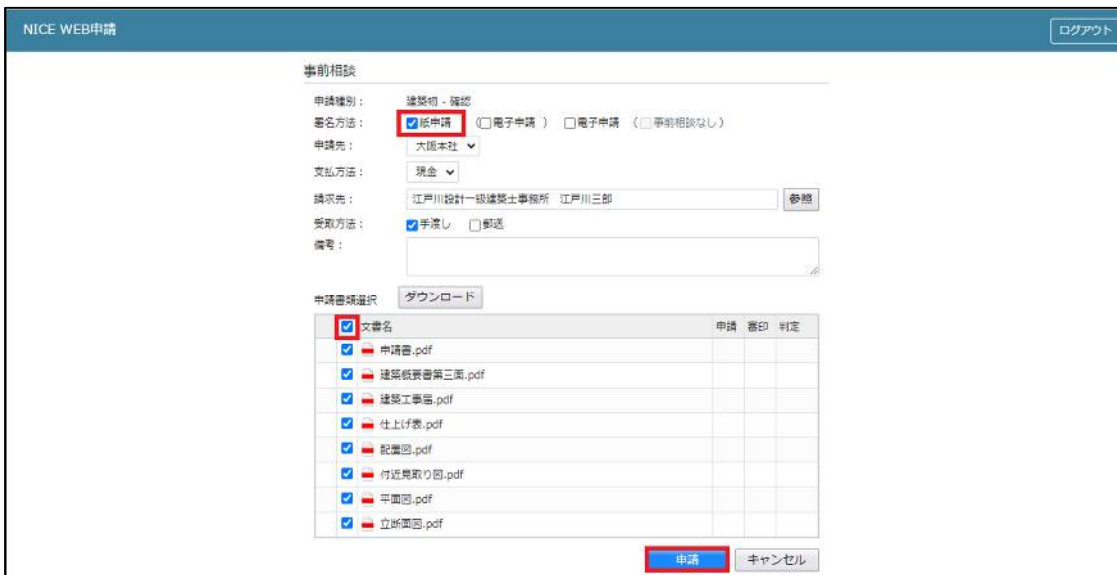 NICE WEB申請
ログアウト
事前相談
申請種別： 建築物 - 確認
署名方法： 紙申請 （ 電子申請 ） 電子申請 （ 事前相談なし ）
申請先： 大阪本社
支払方法： 現金
請求先： 江戸川設計一級建築士事務所 江戸川三郎 参照
受取方法： 手渡し 郵送
備考：
申請書類選択 ダウンロード
文書名 申請 審印 判定
申請書.pdf
建築概要書第三面.pdf
建築工事届.pdf
仕上げ表.pdf
配置図.pdf
付近見取り図.pdf
平面図.pdf
立断面図.pdf
申請 キャンセル